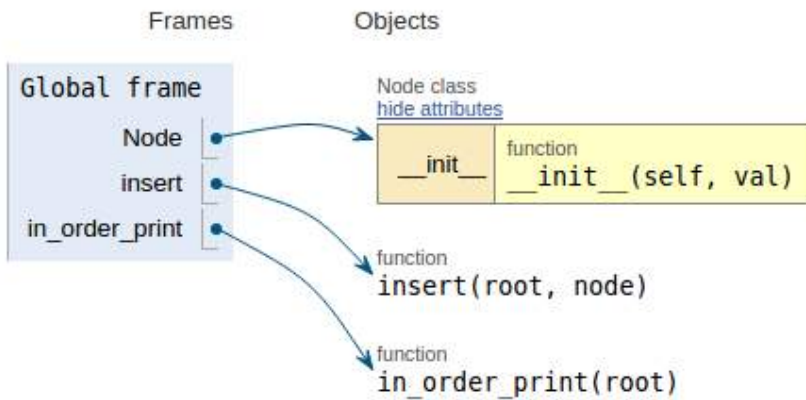 Frames Objects
Global frame
Node
insert
in_order_print
Node class
hide attributes
__init__ function
__init__(self, val)
function
insert(root, node)
function
in_order_print(root)